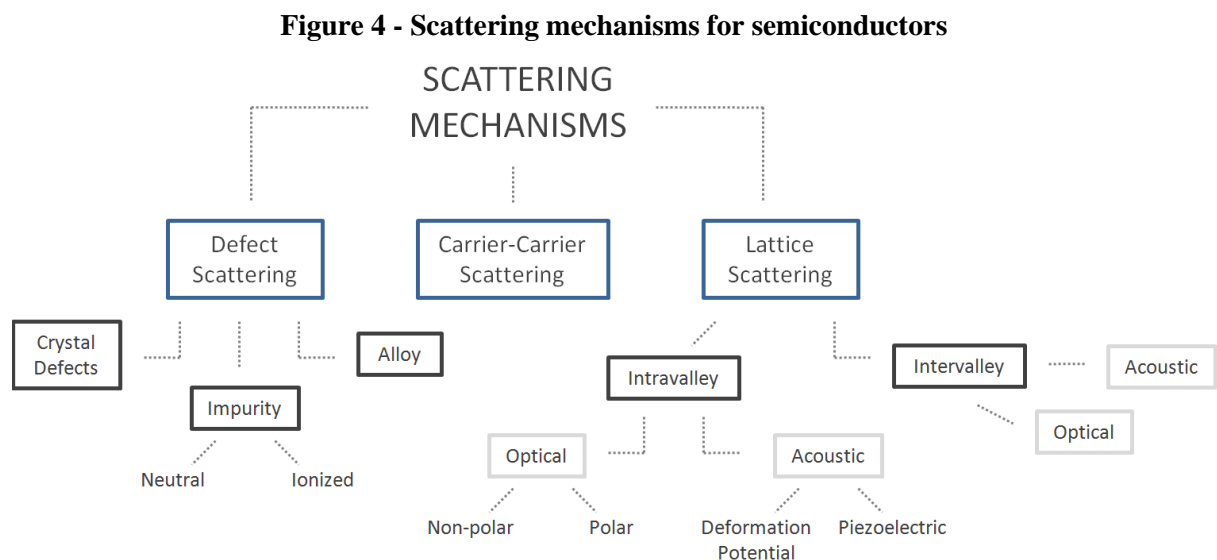 Figure 4 - Scattering mechanisms for semiconductors
SCATTERING
MECHANISMS
Defect
Scattering
Carrier-Carrier
Scattering
Lattice
Scattering
Crystal
Defects
Alloy
Impurity
Neutral
Ionized
Intravalley
Intervalley
Acoustic
Optical
Optical
Acoustic
Non-polar
Polar
Deformation
Potential
Piezoelectric